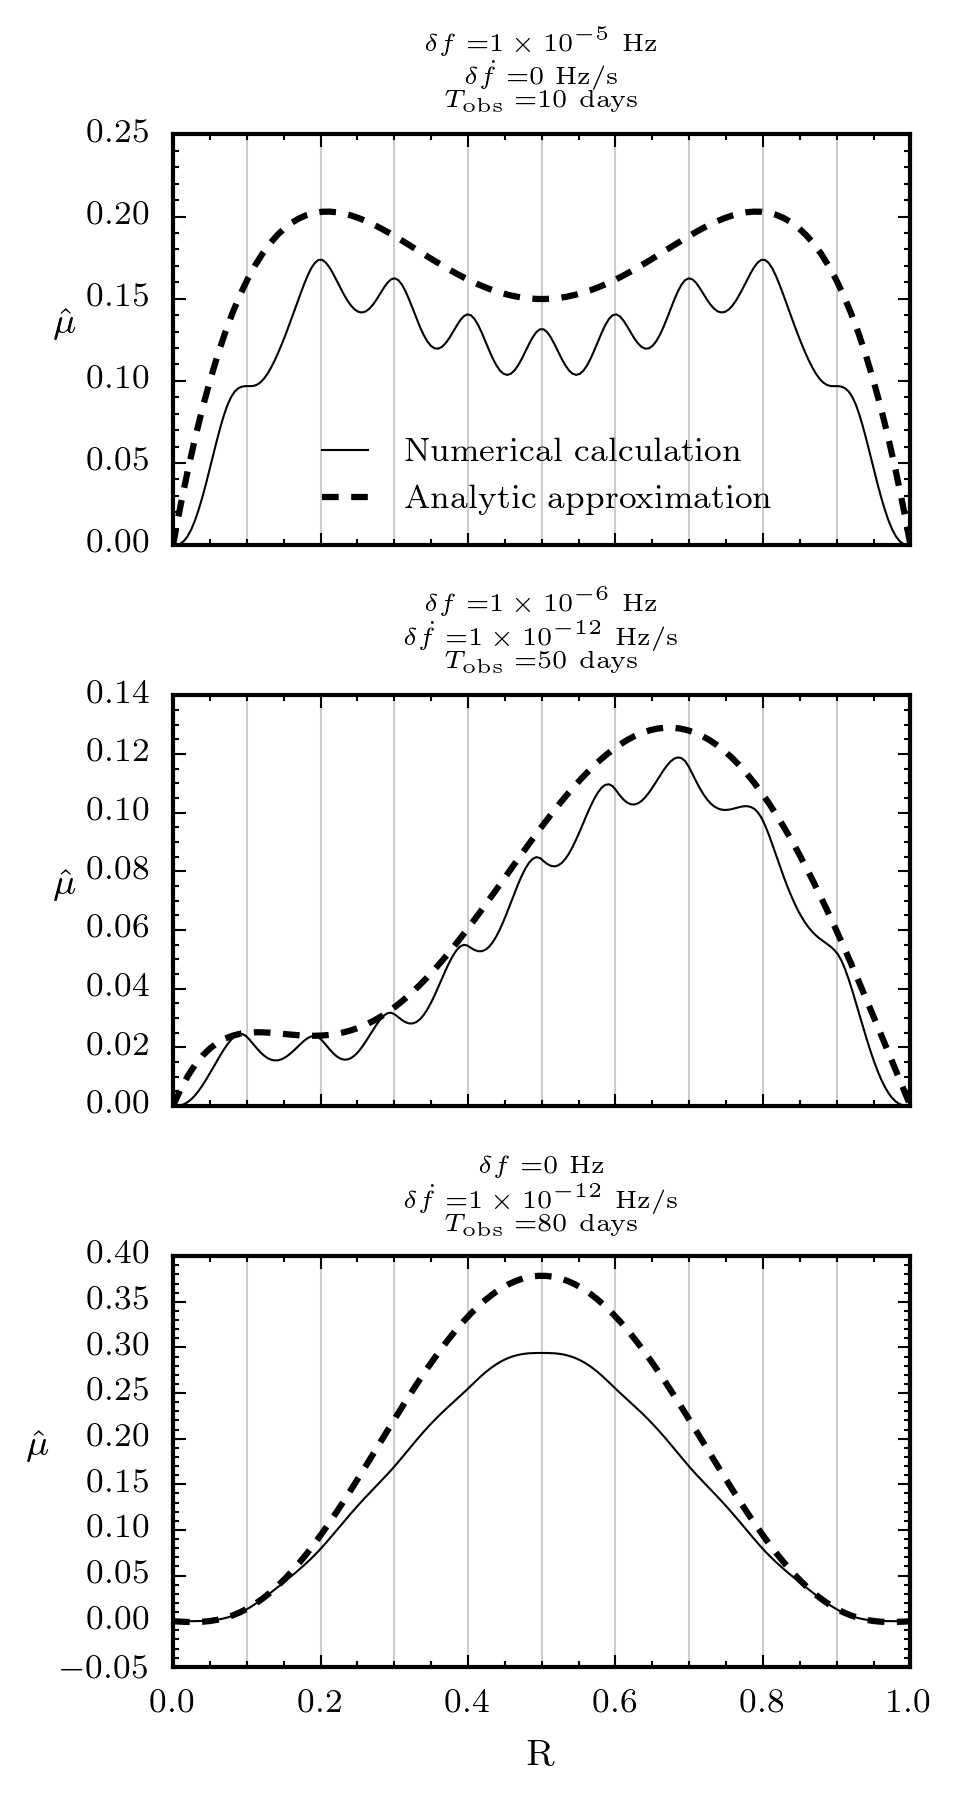 δf =1 × 10⁻⁵ Hz
δḟ =0 Hz/s
T_obs =10 days
0.25
0.20
0.15
μ̂
0.10
0.05
0.00
Numerical calculation
Analytic approximation
δf =1 × 10⁻⁶ Hz
δḟ =1 × 10⁻¹² Hz/s
T_obs =50 days
0.14
0.12
0.10
μ̂
0.08
0.06
0.04
0.02
0.00
δf =0 Hz
δḟ =1 × 10⁻¹² Hz/s
T_obs =80 days
0.40
0.35
0.30
0.25
0.20
μ̂
0.15
0.10
0.05
0.00
−0.05
0.0 0.2 0.4 0.6 0.8 1.0
R